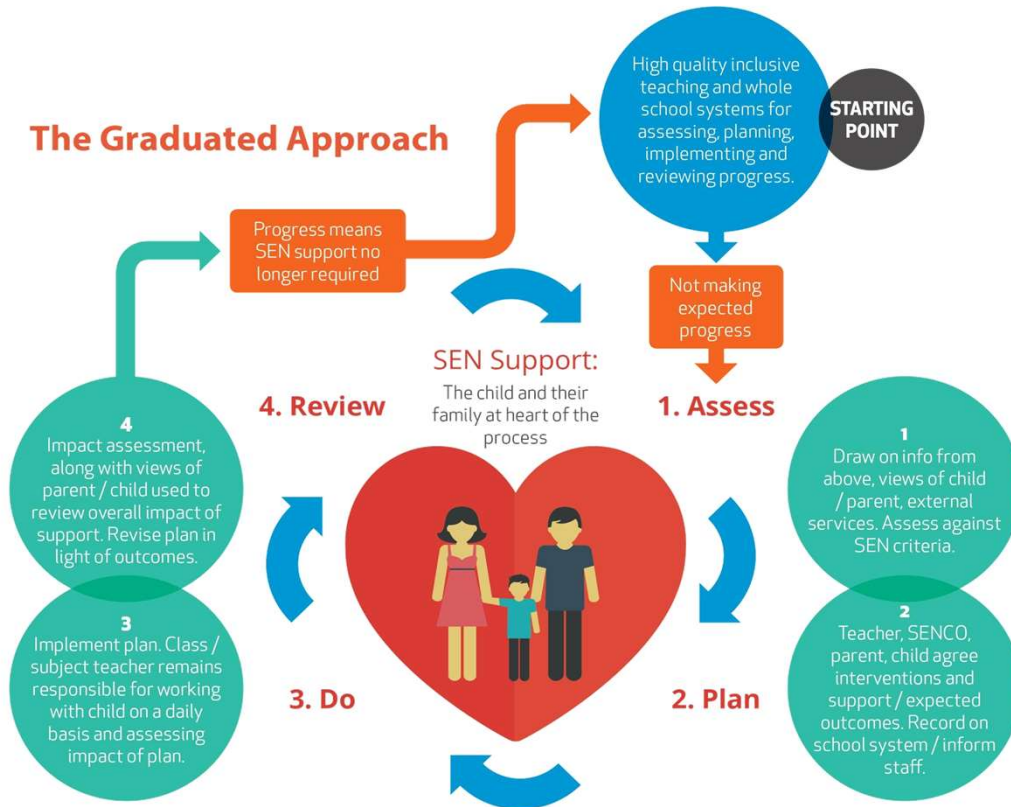 The Graduated Approach
High quality inclusive
teaching and whole
school systems for
assessing, planning,
implementing and
reviewing progress.
STARTING
POINT
Progress means
SEN support no
longer required
Not making
expected
progress
SEN Support:
The child and their
family at heart of the
process
4. Review
1. Assess
4
Impact assessment,
along with views of
parent / child used to
review overall impact of
support. Revise plan in
light of outcomes.
1
Draw on info from
above, views of child
/ parent, external
services. Assess against
SEN criteria.
3
Implement plan. Class /
subject teacher remains
responsible for working
with child on a daily
basis and assessing
impact of plan.
3. Do
2. Plan
2
Teacher, SENCO,
parent, child agree
interventions and
support / expected
outcomes. Record on
school system / inform
staff.